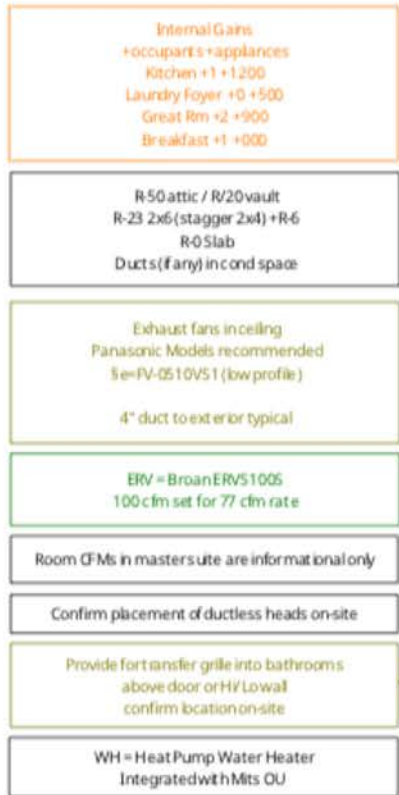 Internal Gains
+occupants +appliances
Kitchen +1 +1200
Laundry Foyer +0 +500
Great Rm +2 +900
Breakfast +1 +000
R-50 attic / R/20 vault
R-23 2x6 (stagger 2x4) +R-6
R-0 Slab
Ducts (if any) in cond space
Exhaust fans in ceiling
Panasonic Models recommended
§e=FV-0510VS1 (low profile)
4" duct to exterior typical
ERV = Broan ERVS100S
100 cfm set for 77 cfm rate
Room CFMs in master suite are informational only
Confirm placement of ductless heads on-site
Provide for transfer grille into bathrooms
above door or Hi/Lo wall
confirm location on-site
WH = Heat Pump Water Heater
Integrated with Mits OU